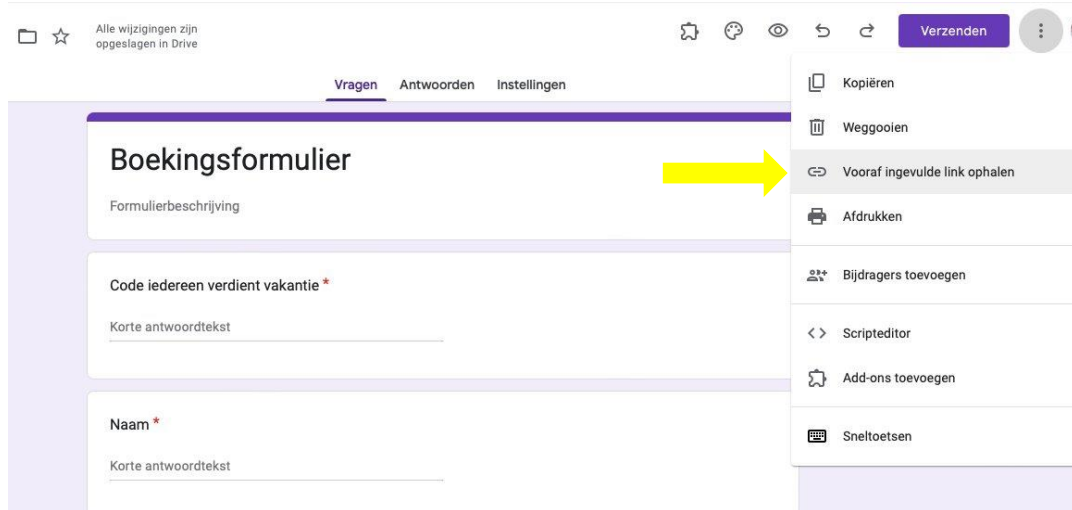 Alle wijzigingen zijn
opgeslagen in Drive
Verzenden
Vragen Antwoorden Instellingen
Boekingsformulier
Formulierbeschrijving
Code iedereen verdient vakantie *
Korte antwoordtekst
Naam *
Korte antwoordtekst
Kopiëren
Weggooien
Vooraf ingevulde link ophalen
Afdrukken
Bijdragers toevoegen
Scripteditor
Add-ons toevoegen
Sneltoetsen